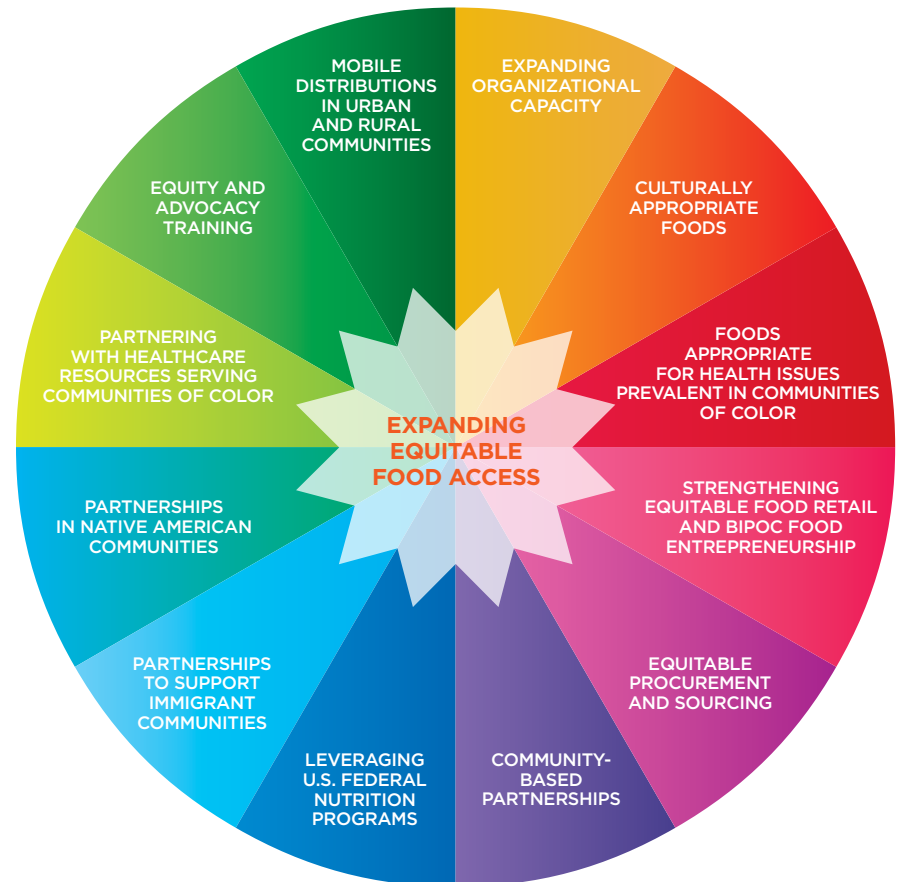 EXPANDING
ORGANIZATIONAL
CAPACITY
CULTURALLY
APPROPRIATE
FOODS
FOODS
APPROPRIATE
FOR HEALTH ISSUES
PREVALENT IN COMMUNITIES
OF COLOR
STRENGTHENING
EQUITABLE FOOD RETAIL
AND BIPOC FOOD
ENTREPRENEURSHIP
EQUITABLE
PROCUREMENT
AND SOURCING
COMMUNITY-
BASED
PARTNERSHIPS
LEVERAGING
U.S. FEDERAL
NUTRITION
PROGRAMS
PARTNERSHIPS
TO SUPPORT
IMMIGRANT
COMMUNITIES
PARTNERSHIPS
IN NATIVE AMERICAN
COMMUNITIES
PARTNERING
WITH HEALTHCARE
RESOURCES SERVING
COMMUNITIES OF COLOR
EQUITY AND
ADVOCACY
TRAINING
MOBILE
DISTRIBUTIONS
IN URBAN
AND RURAL
COMMUNITIES
EXPANDING
EQUITABLE
FOOD ACCESS